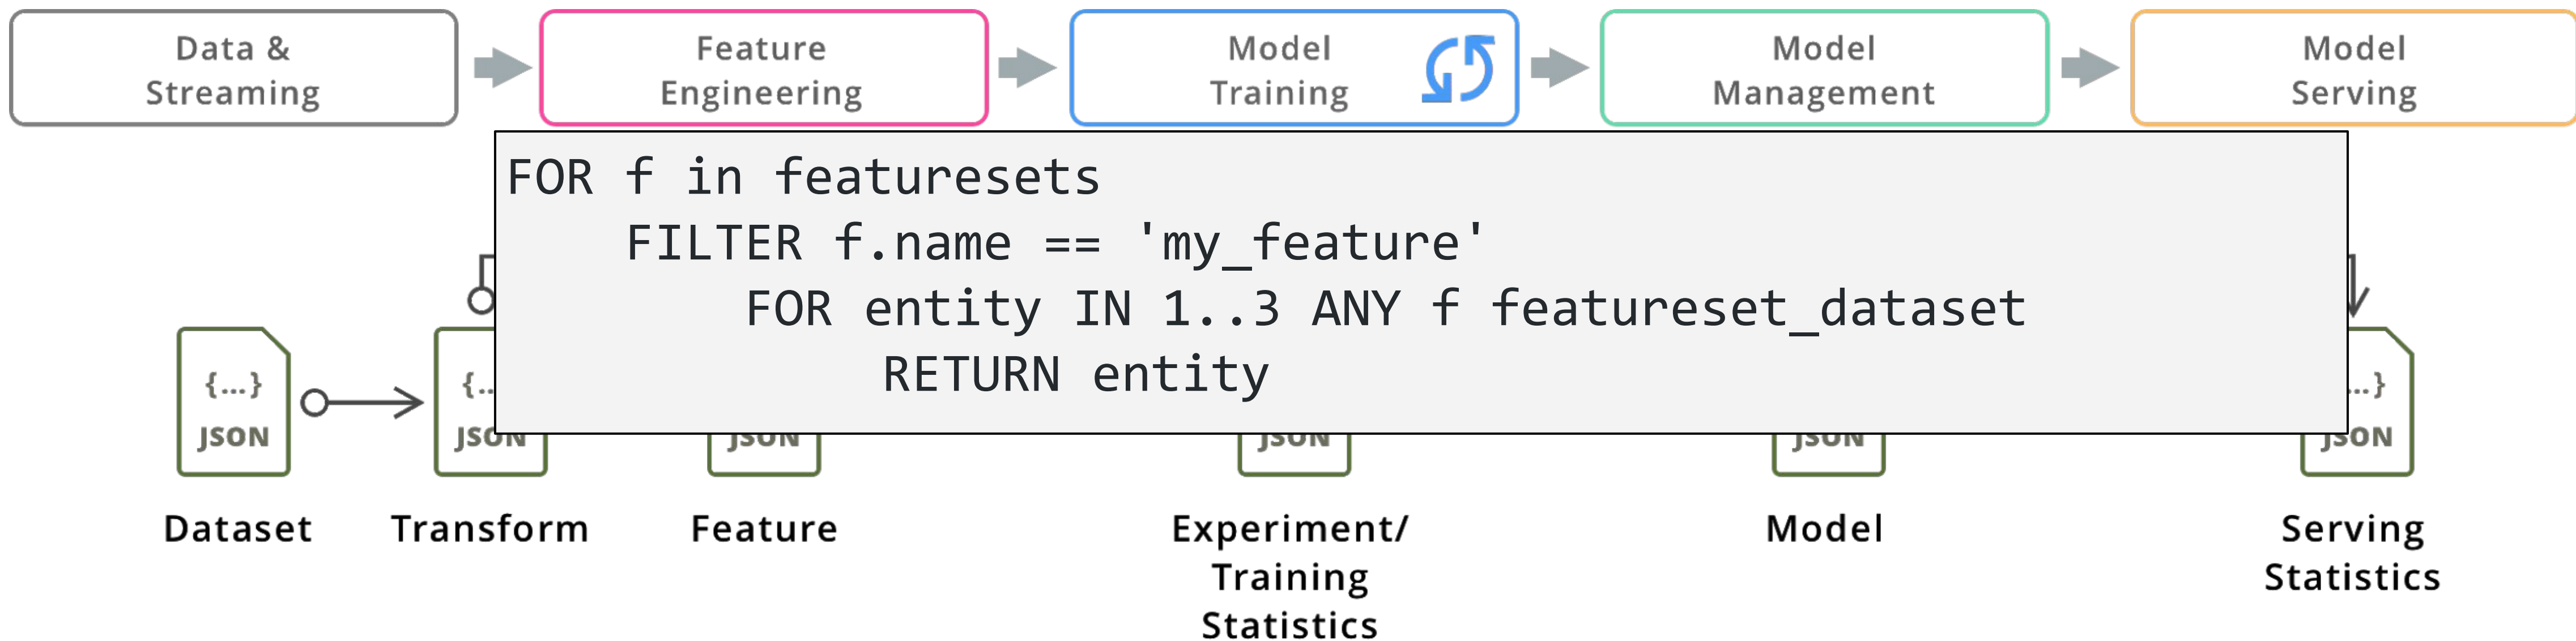 Data &
Streaming
Feature
Engineering
Model
Training
Model
Management
Model
Serving
FOR f in featuresets
FILTER f.name == 'my_feature'
FOR entity IN 1..3 ANY f featureset_dataset
RETURN entity
{...}
JSON
{..
JSON
JSON
JSON
JSON
...}
JSON
Dataset
Transform
Feature
Experiment/
Training
Statistics
Model
Serving
Statistics